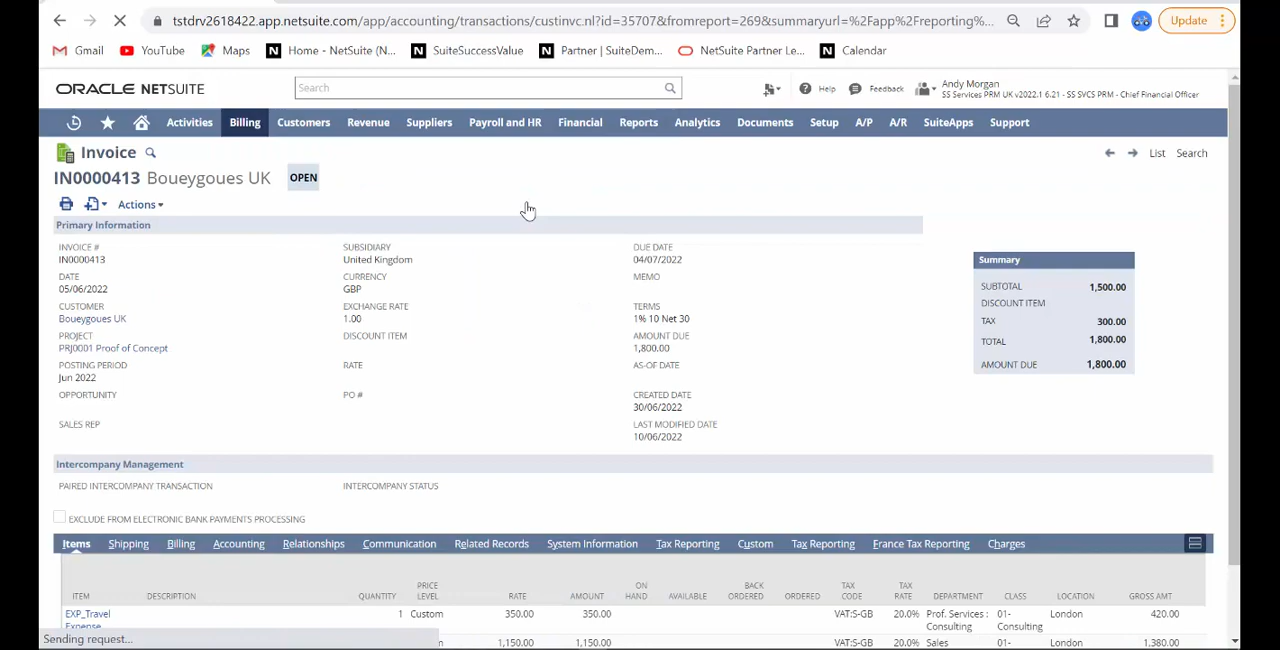 tstdrv2618422.app.netsuite.com/app/accounting/transactions/custinvc.nl?id=35707&fromreport=269&summaryurl=%2Fapp%2Freporting%...
Update
Gmail YouTube Maps Home - NetSuite (N... SuiteSuccessValue Partner | SuiteDem... NetSuite Partner Le... Calendar
ORACLE NETSUITE Search Help Feedback Andy Morgan
SS Services PRM UK v2022.1 6.21 - SS SVCS PRM - Chief Financial Officer
Activities Billing Customers Revenue Suppliers Payroll and HR Financial Reports Analytics Documents Setup A/P A/R SuiteApps Support
Invoice List Search
IN0000413 Boueygoues UK OPEN
Actions
Primary Information
INVOICE # SUBSIDIARY DUE DATE
IN0000413 United Kingdom 04/07/2022
Summary
DATE CURRENCY MEMO
05/06/2022 GBP
SUBTOTAL 1,500.00
DISCOUNT ITEM
CUSTOMER EXCHANGE RATE TERMS
Boueygoues UK 1.00 1% 10 Net 30
TAX 300.00
PROJECT DISCOUNT ITEM AMOUNT DUE
TOTAL 1,800.00
PRJ0001 Proof of Concept 1,800.00
POSTING PERIOD RATE AS-OF DATE
AMOUNT DUE 1,800.00
Jun 2022
OPPORTUNITY PO # CREATED DATE
30/06/2022
SALES REP LAST MODIFIED DATE
10/06/2022
Intercompany Management
PAIRED INTERCOMPANY TRANSACTION INTERCOMPANY STATUS
EXCLUDE FROM ELECTRONIC BANK PAYMENTS PROCESSING
Items Shipping Billing Accounting Relationships Communication Related Records System Information Tax Reporting Custom Tax Reporting France Tax Reporting Charges
ITEM DESCRIPTION QUANTITY PRICE LEVEL RATE AMOUNT ON HAND AVAILABLE BACK ORDERED ORDERED TAX CODE TAX RATE DEPARTMENT CLASS LOCATION GROSS AMT
EXP_Travel 1 Custom 350.00 350.00 VAT:S-GB 20.0% Prof. Services : 01- London 420.00
Expense Consulting Consulting
Sending request... 1,150.00 1,150.00 VAT:S-GB 20.0% Sales 01- London 1,380.00